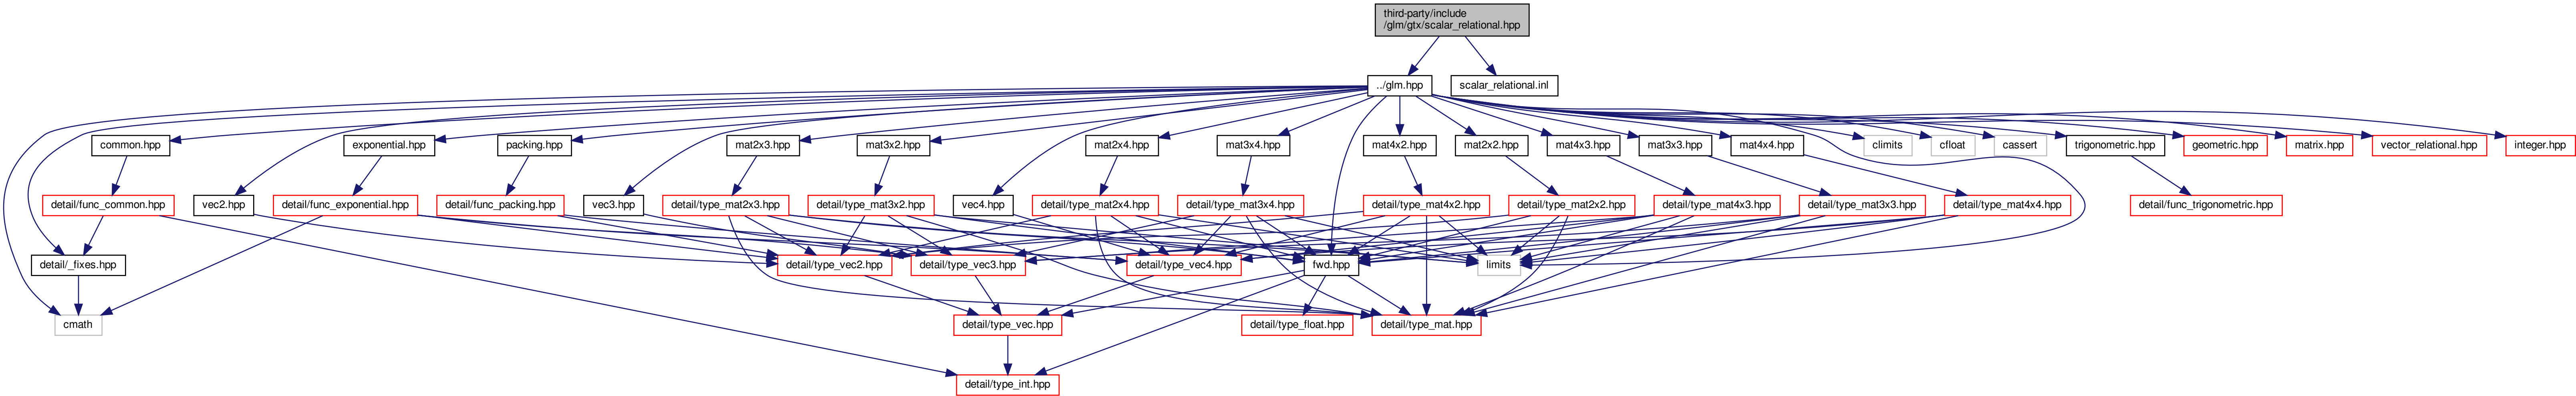 third-party/include
/glm/gtx/scalar_relational.hpp
../glm.hpp
scalar_relational.inl
common.hpp
exponential.hpp
packing.hpp
mat2x3.hpp
mat3x2.hpp
mat2x4.hpp
mat3x4.hpp
mat4x2.hpp
mat2x2.hpp
mat4x3.hpp
mat3x3.hpp
mat4x4.hpp
climits
cfloat
cassert
trigonometric.hpp
geometric.hpp
matrix.hpp
vector_relational.hpp
integer.hpp
detail/func_common.hpp
vec2.hpp
detail/func_exponential.hpp
detail/func_packing.hpp
vec3.hpp
detail/type_mat2x3.hpp
detail/type_mat3x2.hpp
vec4.hpp
detail/type_mat2x4.hpp
detail/type_mat3x4.hpp
detail/type_mat4x2.hpp
detail/type_mat2x2.hpp
detail/type_mat4x3.hpp
detail/type_mat3x3.hpp
detail/type_mat4x4.hpp
detail/func_trigonometric.hpp
detail/_fixes.hpp
detail/type_vec2.hpp
detail/type_vec3.hpp
detail/type_vec4.hpp
fwd.hpp
limits
cmath
detail/type_vec.hpp
detail/type_float.hpp
detail/type_mat.hpp
detail/type_int.hpp